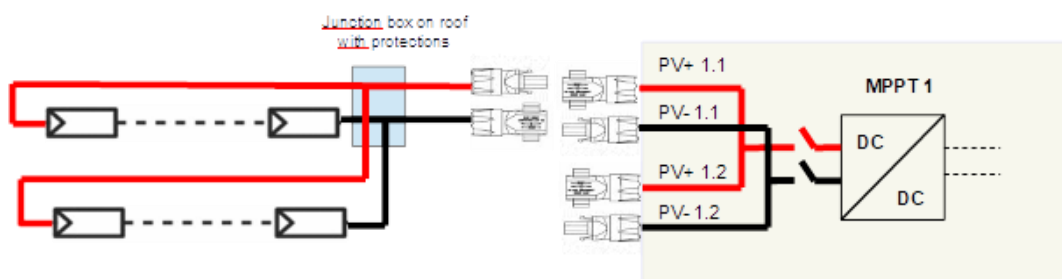 Junction box on roof
with protections
PV+ 1.1
MPPT 1
PV- 1.1
DC
PV+ 1.2
DC
PV- 1.2